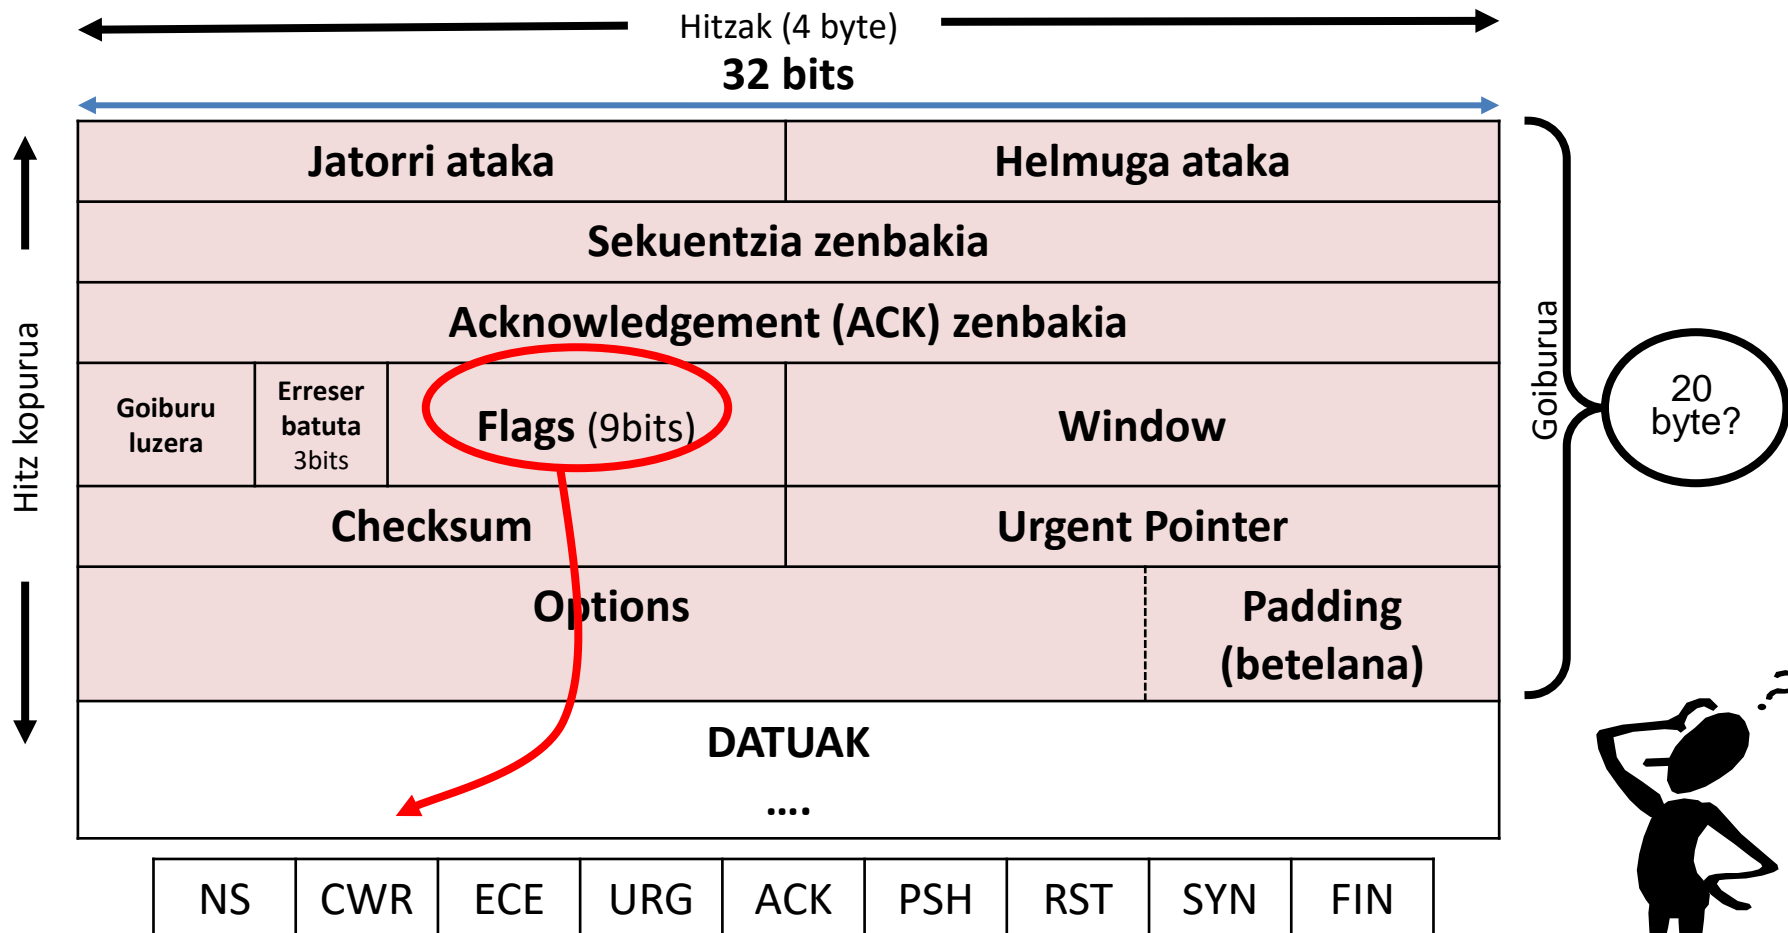 Hitzak (4 byte)
32 bits
Jatorri ataka
Helmuga ataka
Sekuentzia zenbakia
Acknowledgement (ACK) zenbakia
Goiburu
luzera
Erreser
batuta
3bits
Flags (9bits)
Window
Checksum
Urgent Pointer
Options
Padding
(betelana)
DATUAK
....
Hitz kopurua
Goiburua
20
byte?
NS
CWR
ECE
URG
ACK
PSH
RST
SYN
FIN